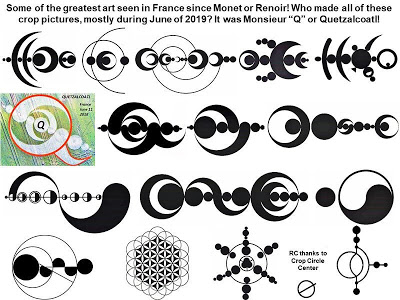 Some of the greatest art seen in France since Monet or Renoir! Who made all of these
crop pictures, mostly during June of 2019? It was Monsieur “Q” or Quetzalcoatl!
QUETZALCOATL
France
June 11
2018
Q
RC thanks to
Crop Circle
Center